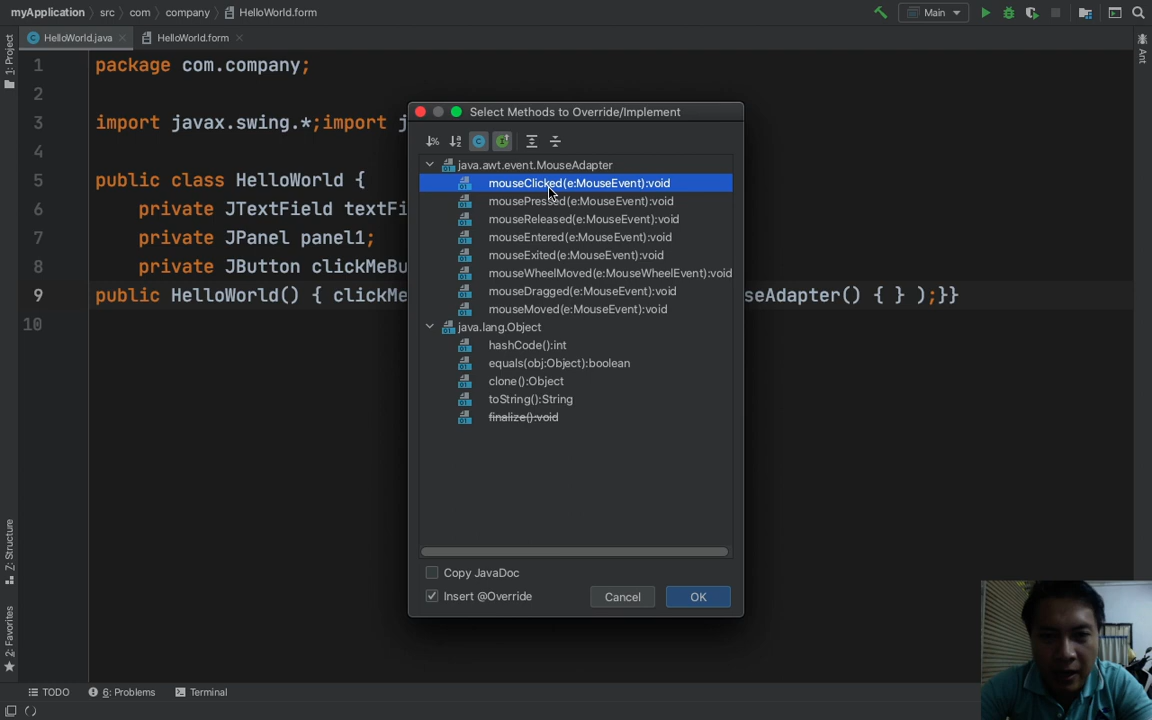 myApplication > src > com > company > HelloWorld.form
Main
HelloWorld.java
HelloWorld.form
1: Project
Ant
1 package com.company;
2
3 import javax.swing.*;import j
4
5 public class HelloWorld {
6 private JTextField textFi
7 private JPanel panel1;
8 private JButton clickMeBu
9 public HelloWorld() { clickMe seAdapter() { } );}}
10
Select Methods to Override/Implement
java.awt.event.MouseAdapter
mouseClicked(e:MouseEvent):void
mousePressed(e:MouseEvent):void
mouseReleased(e:MouseEvent):void
mouseEntered(e:MouseEvent):void
mouseExited(e:MouseEvent):void
mouseWheelMoved(e:MouseWheelEvent):void
mouseDragged(e:MouseEvent):void
mouseMoved(e:MouseEvent):void
java.lang.Object
hashCode():int
equals(obj:Object):boolean
clone():Object
toString():String
finalize():void
Copy JavaDoc
Insert @Override
Cancel
OK
Z: Structure
2: Favorites
TODO
6: Problems
Terminal